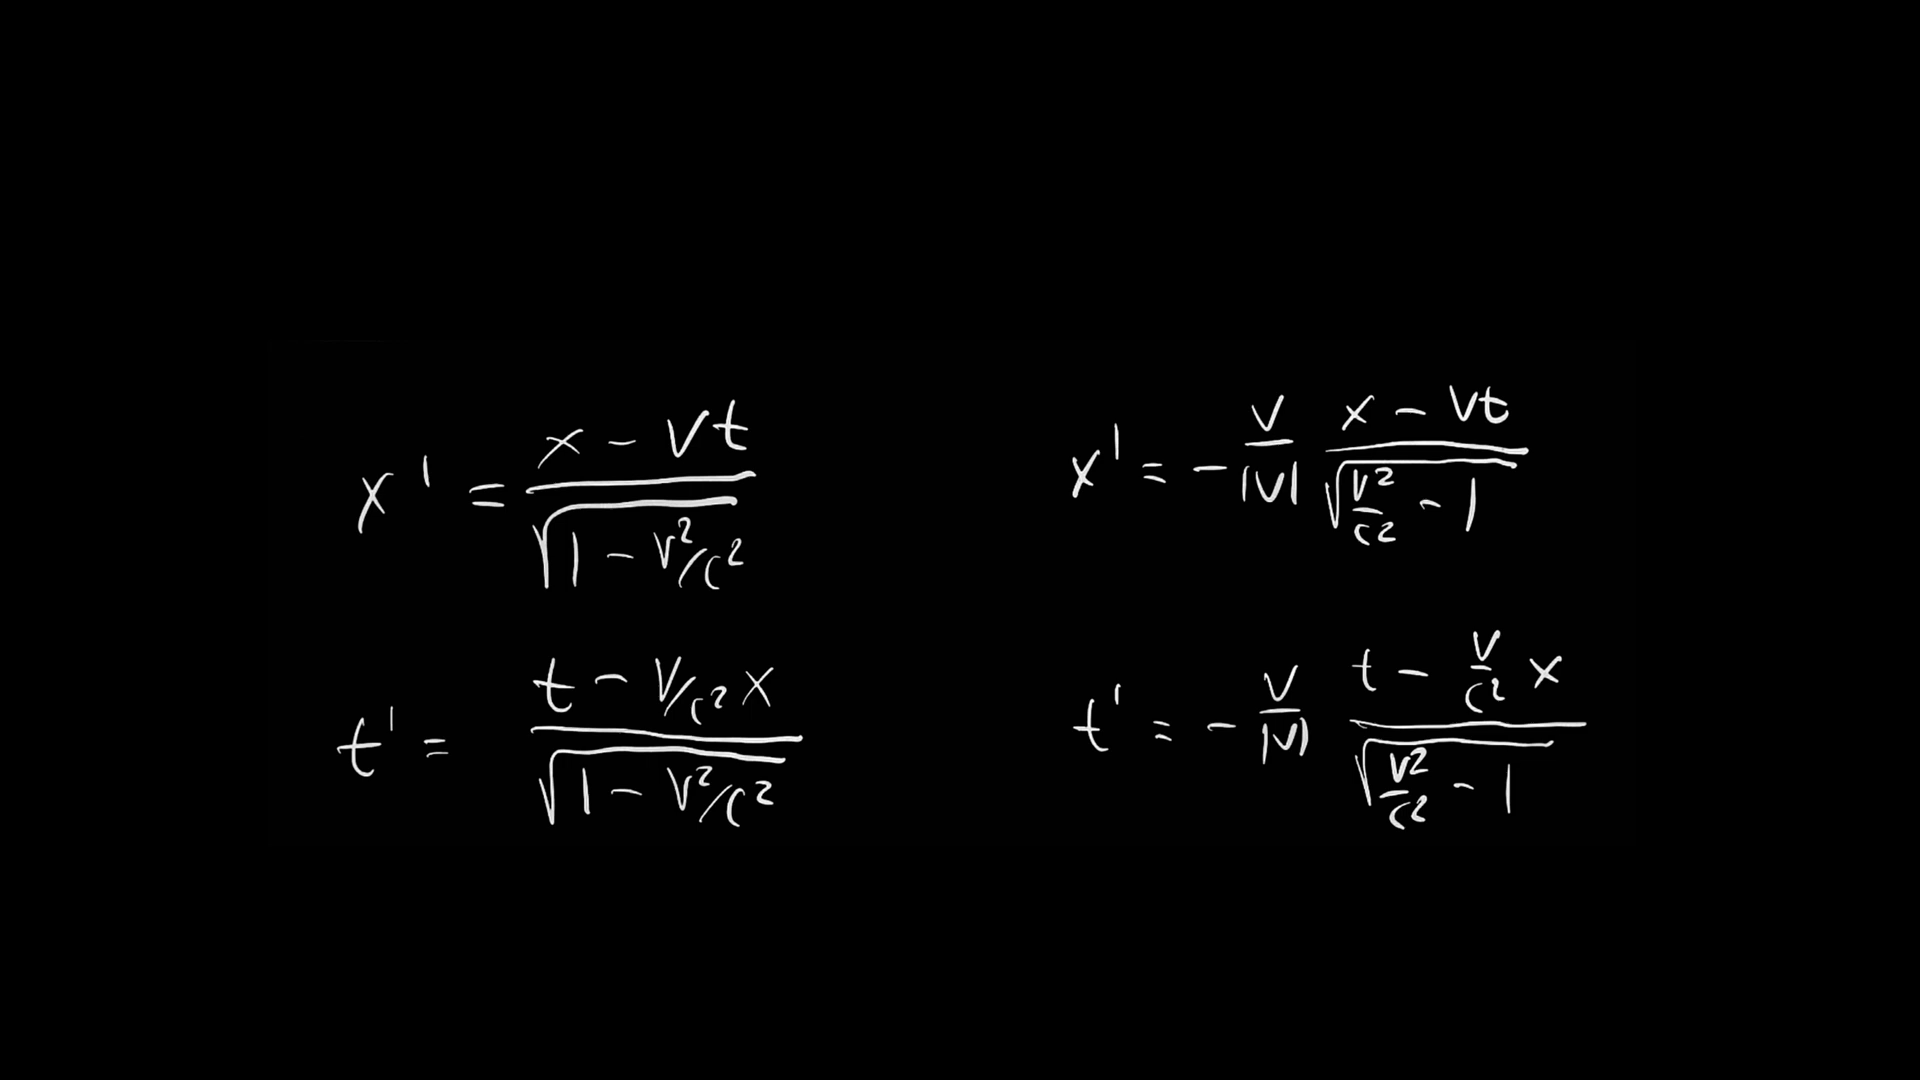 x' = (x - vt) / √(1 - v²/c²)
t' = (t - v/c² x) / √(1 - v²/c²)
x' = - v/|v| (x - vt) / √(v²/c² - 1)
t' = - v/|v| (t - v/c² x) / √(v²/c² - 1)